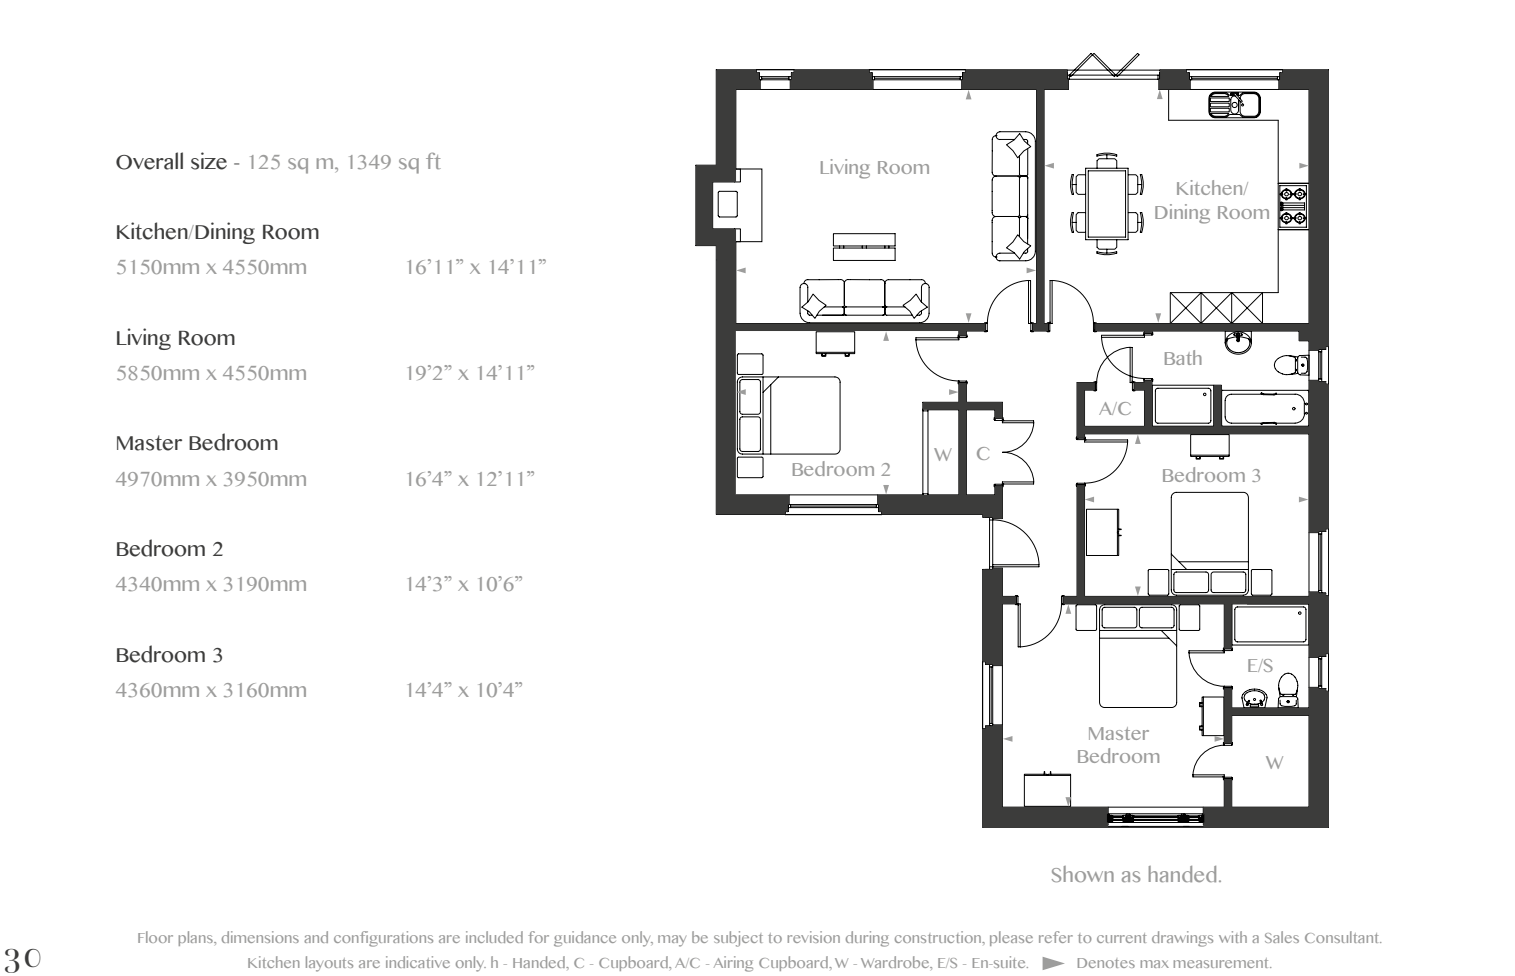 Overall size - 125 sq m, 1349 sq ft
Kitchen/Dining Room
5150mm x 4550mm 16’11” x 14’11”
Living Room
5850mm x 4550mm 19’2” x 14’11”
Master Bedroom
4970mm x 3950mm 16’4” x 12’11”
Bedroom 2
4340mm x 3190mm 14’3” x 10’6”
Bedroom 3
4360mm x 3160mm 14’4” x 10’4”
Living Room
Kitchen/
Dining Room
Bath
A/C
Bedroom 2
W
C
Bedroom 3
E/S
Master
Bedroom
W
Shown as handed.
Floor plans, dimensions and configurations are included for guidance only, may be subject to revision during construction, please refer to current drawings with a Sales Consultant.
Kitchen layouts are indicative only. h - Handed, C - Cupboard, A/C - Airing Cupboard, W - Wardrobe, E/S - En-suite. Denotes max measurement.
30